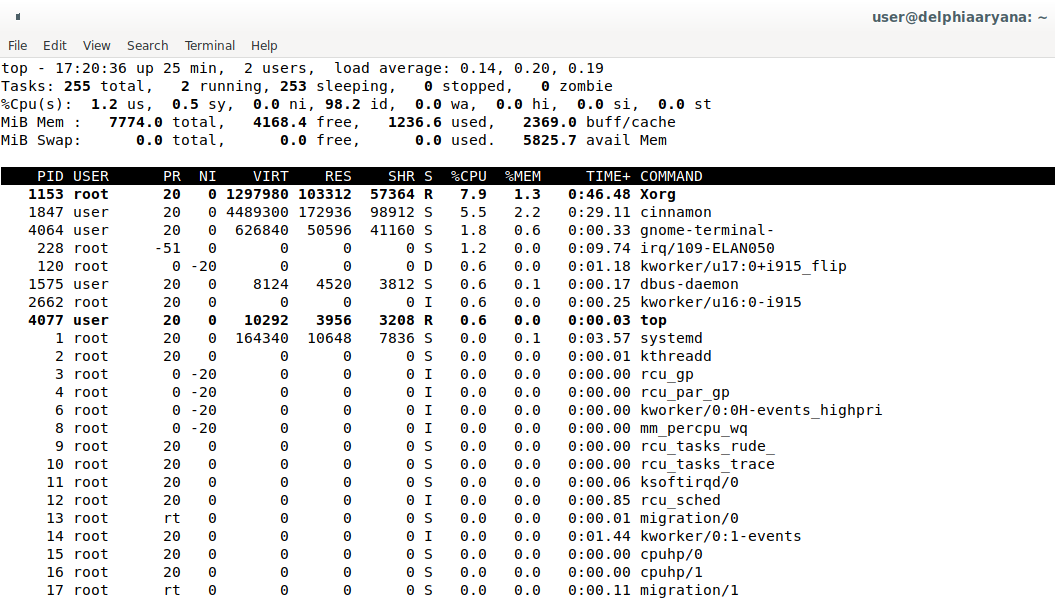 user@delphiaaryana: ~
File Edit View Search Terminal Help
top - 17:20:36 up 25 min,  2 users,  load average: 0.14, 0.20, 0.19
Tasks: 255 total,   2 running, 253 sleeping,   0 stopped,   0 zombie
%Cpu(s):  1.2 us,  0.5 sy,  0.0 ni, 98.2 id,  0.0 wa,  0.0 hi,  0.0 si,  0.0 st
MiB Mem :   7774.0 total,   4168.4 free,   1236.6 used,   2369.0 buff/cache
MiB Swap:      0.0 total,      0.0 free,      0.0 used.   5825.7 avail Mem
PID USER      PR  NI    VIRT    RES    SHR S  %CPU  %MEM     TIME+ COMMAND
1153 root      20   0 1297980 103312  57364 R   7.9   1.3   0:46.48 Xorg
1847 user      20   0 4489300 172936  98912 S   5.5   2.2   0:29.11 cinnamon
4064 user      20   0  626840  50596  41160 S   1.8   0.6   0:00.33 gnome-terminal-
228 root     -51   0       0      0      0 S   1.2   0.0   0:09.74 irq/109-ELAN050
120 root       0 -20       0      0      0 D   0.6   0.0   0:01.18 kworker/u17:0+i915_flip
1575 user      20   0    8124   4520   3812 S   0.6   0.1   0:00.17 dbus-daemon
2662 root      20   0       0      0      0 I   0.6   0.0   0:00.25 kworker/u16:0-i915
4077 user      20   0   10292   3956   3208 R   0.6   0.0   0:00.03 top
1 root      20   0  164340  10648   7836 S   0.0   0.1   0:03.57 systemd
2 root      20   0       0      0      0 S   0.0   0.0   0:00.01 kthreadd
3 root       0 -20       0      0      0 I   0.0   0.0   0:00.00 rcu_gp
4 root       0 -20       0      0      0 I   0.0   0.0   0:00.00 rcu_par_gp
6 root       0 -20       0      0      0 I   0.0   0.0   0:00.00 kworker/0:0H-events_highpri
8 root       0 -20       0      0      0 I   0.0   0.0   0:00.00 mm_percpu_wq
9 root      20   0       0      0      0 S   0.0   0.0   0:00.00 rcu_tasks_rude_
10 root      20   0       0      0      0 S   0.0   0.0   0:00.00 rcu_tasks_trace
11 root      20   0       0      0      0 S   0.0   0.0   0:00.06 ksoftirqd/0
12 root      20   0       0      0      0 I   0.0   0.0   0:00.85 rcu_sched
13 root      rt   0       0      0      0 S   0.0   0.0   0:00.01 migration/0
14 root      20   0       0      0      0 I   0.0   0.0   0:01.44 kworker/0:1-events
15 root      20   0       0      0      0 S   0.0   0.0   0:00.00 cpuhp/0
16 root      20   0       0      0      0 S   0.0   0.0   0:00.00 cpuhp/1
17 root      rt   0       0      0      0 S   0.0   0.0   0:00.11 migration/1